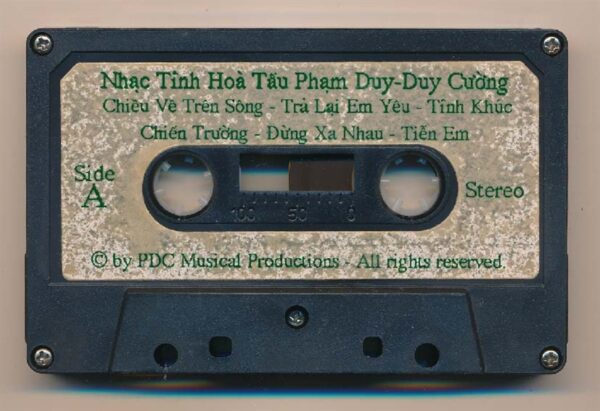 Nhạc Tình Hoà Tấu Phạm Duy-Duy Cường
Chiều Về Trên Sông - Trả Lại Em Yêu - Tình Khúc
Chiến Trường - Đừng Xa Nhau - Tiễn Em
Side
A
Stereo
100 50 0
© by PDC Musical Productions - All rights reserved